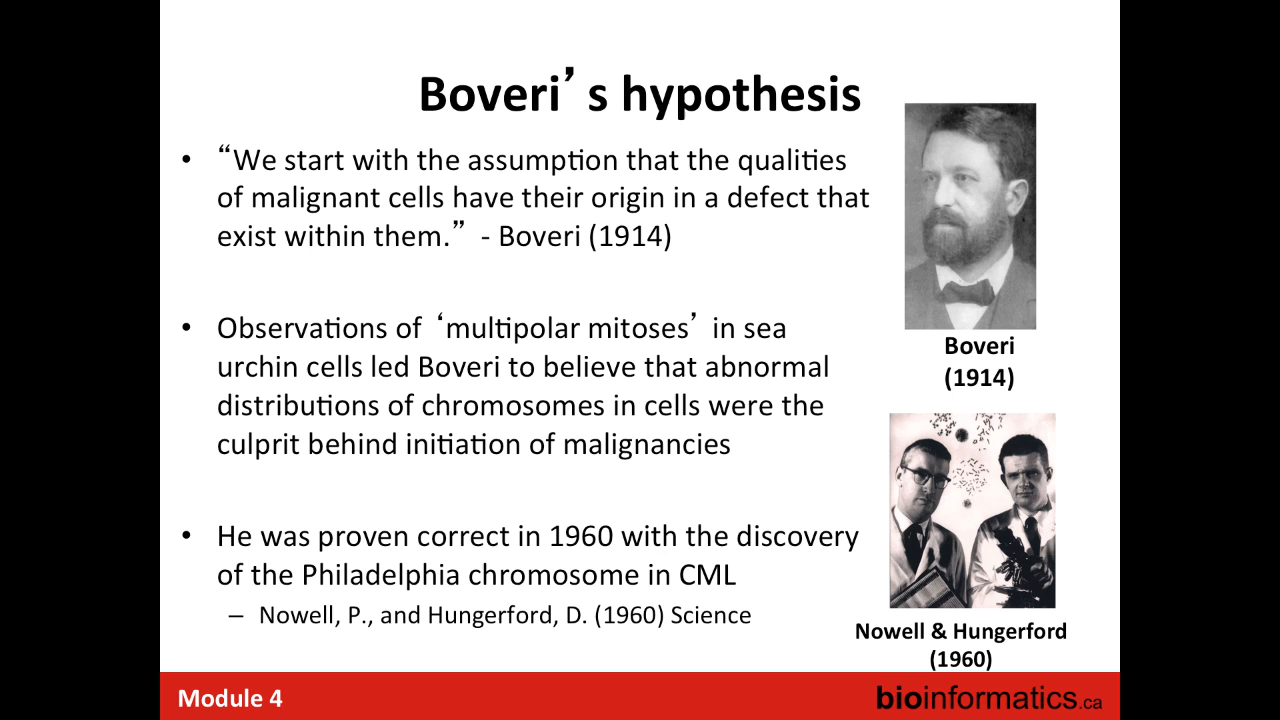 Boveri’s hypothesis
• “We start with the assumption that the qualities
of malignant cells have their origin in a defect that
exist within them.” - Boveri (1914)
• Observations of ‘multipolar mitoses’ in sea
urchin cells led Boveri to believe that abnormal
distributions of chromosomes in cells were the
culprit behind initiation of malignancies
• He was proven correct in 1960 with the discovery
of the Philadelphia chromosome in CML
– Nowell, P., and Hungerford, D. (1960) Science
Boveri
(1914)
Nowell & Hungerford
(1960)
Module 4
bioinformatics.ca